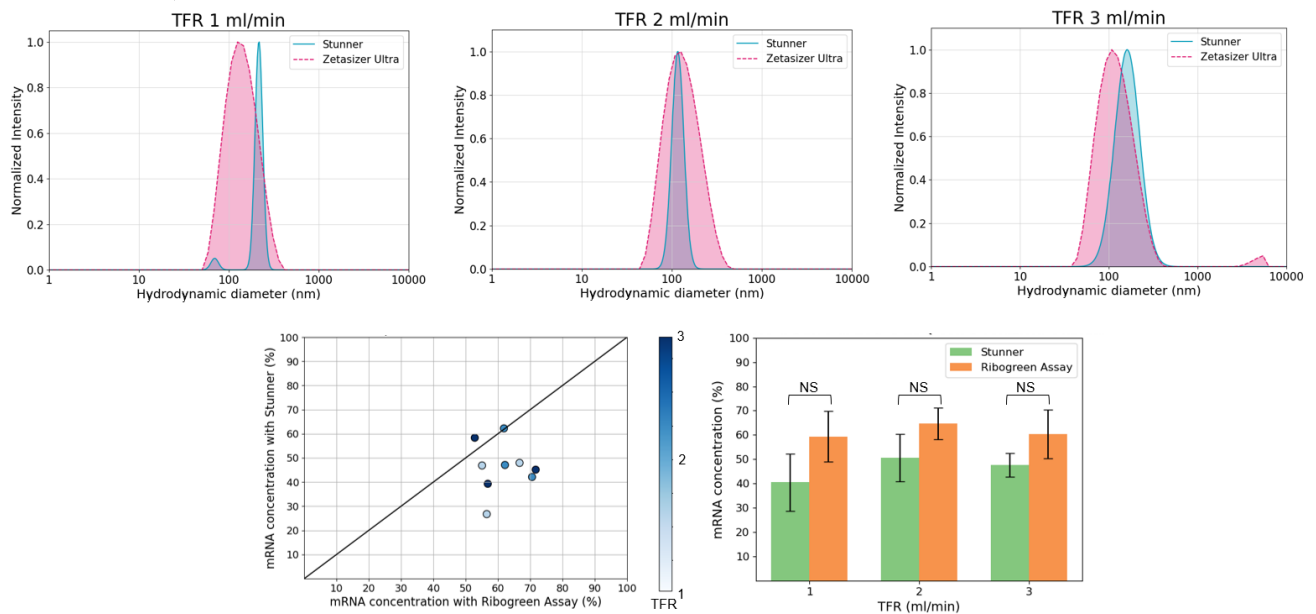 TFR 1 ml/min
Normalized Intensity
1.0
0.8
0.6
0.4
0.2
0.0
Stunner
Zetasizer Ultra
1 10 100 1000 10000
Hydrodynamic diameter (nm)
TFR 2 ml/min
Normalized Intensity
1.0
0.8
0.6
0.4
0.2
0.0
Stunner
Zetasizer Ultra
1 10 100 1000 10000
Hydrodynamic diameter (nm)
TFR 3 ml/min
Normalized Intensity
1.0
0.8
0.6
0.4
0.2
0.0
Stunner
Zetasizer Ultra
1 10 100 1000 10000
Hydrodynamic diameter (nm)
mRNA concentration with Stunner (%)
100
90
80
70
60
50
40
30
20
10
10 20 30 40 50 60 70 80 90 100
mRNA concentration with Ribogreen Assay (%)
3
2
1
TFR
mRNA concentration (%)
100
90
80
70
60
50
40
30
20
10
Stunner
Ribogreen Assay
NS NS NS
1 2 3
TFR (ml/min)